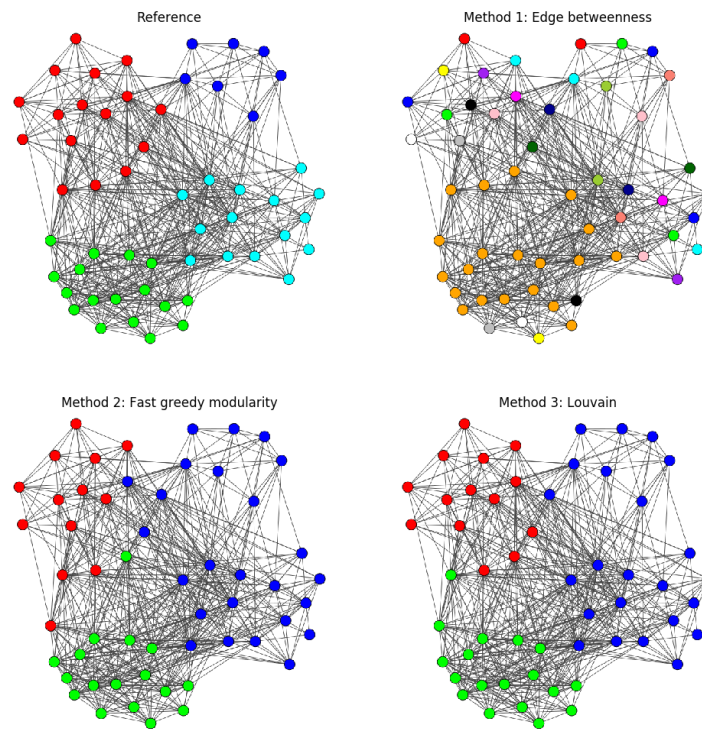 Reference
Method 1: Edge betweenness
Method 2: Fast greedy modularity
Method 3: Louvain